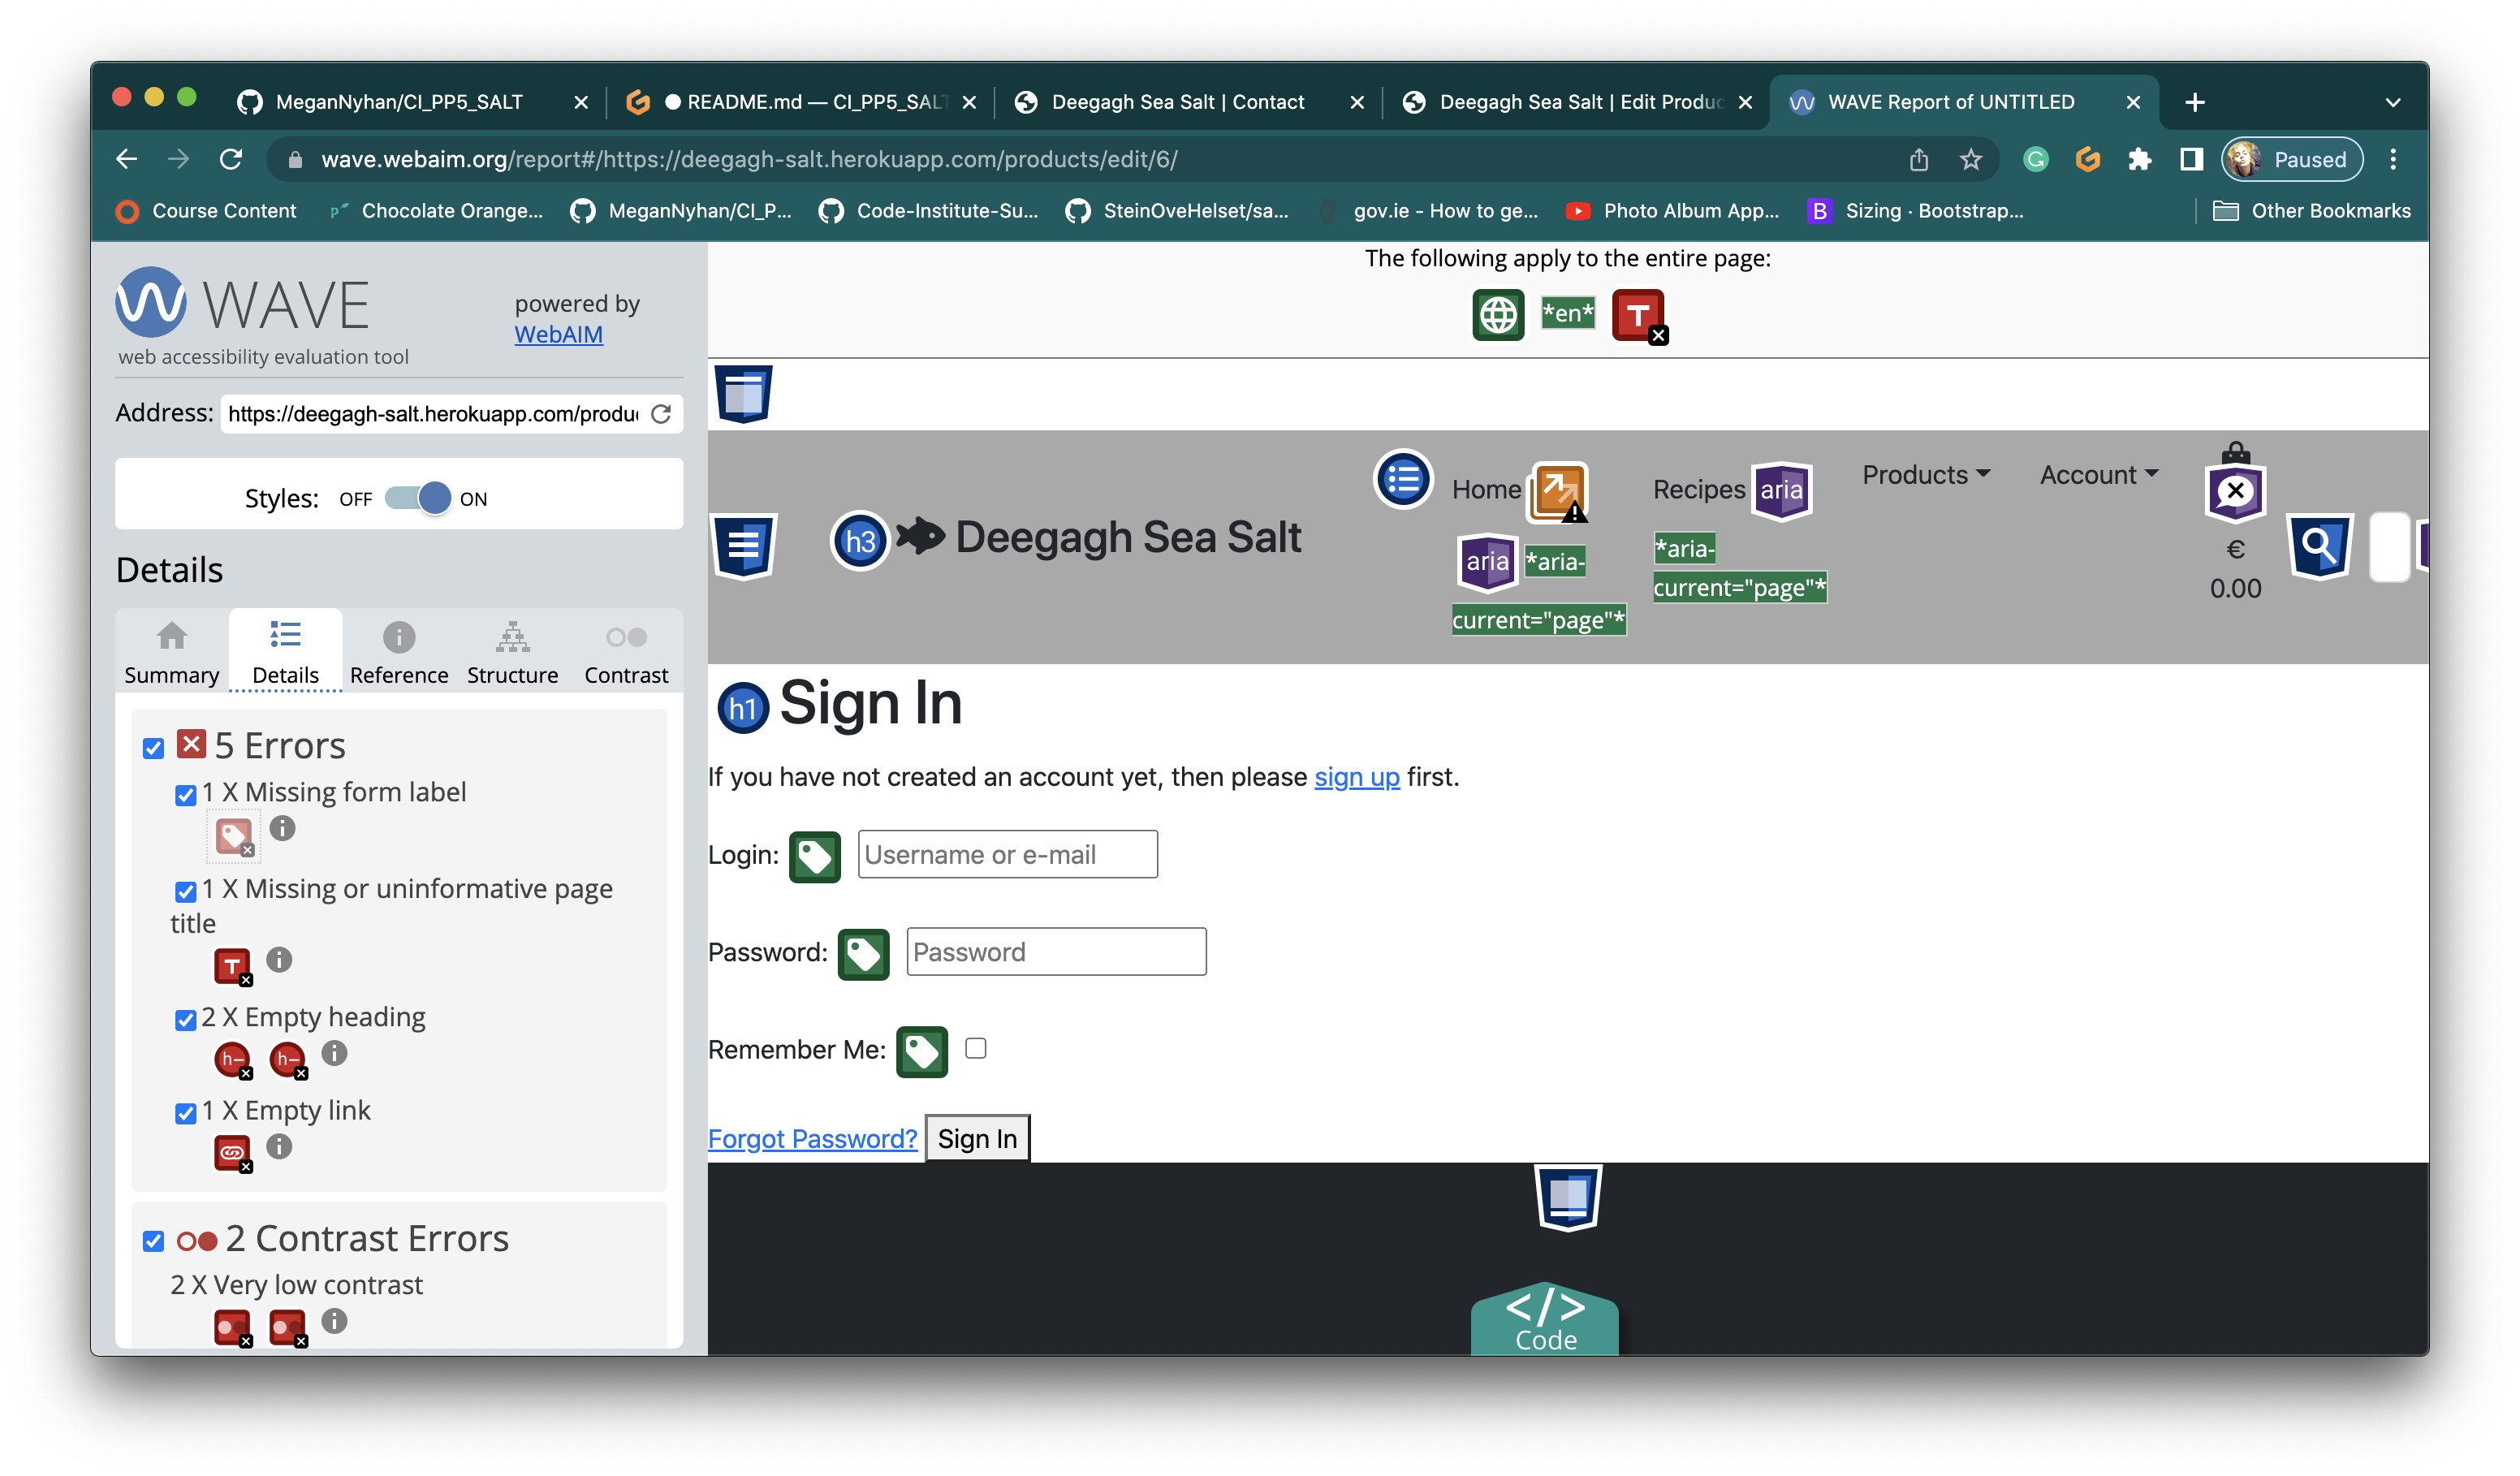 MeganNyhan/CI_PP5_SALT
README.md — CI_PP5_SAL
Deegagh Sea Salt | Contact
Deegagh Sea Salt | Edit Produc
WAVE Report of UNTITLED
wave.webaim.org/report#/https://deegagh-salt.herokuapp.com/products/edit/6/
Paused
Course Content
Chocolate Orange...
MeganNyhan/CI_P...
Code-Institute-Su...
SteinOveHelset/sa...
gov.ie - How to ge...
B
Photo Album App...
Sizing · Bootstrap...
Other Bookmarks
WAVE
web accessibility evaluation tool
powered by
WebAIM
Address: https://deegagh-salt.herokuapp.com/produc
Styles: OFF ON
Details
Summary
Details
Reference
Structure
Contrast
5 Errors
1 X Missing form label
1 X Missing or uninformative page
title
T
2 X Empty heading
h–
h–
1 X Empty link
2 Contrast Errors
2 X Very low contrast
The following apply to the entire page:
*en*
T
h3 Deegagh Sea Salt
Home
aria *aria-
current="page"*
Recipes aria
*aria-
current="page"*
Products
Account
€
0.00
h1 Sign In
If you have not created an account yet, then please sign up first.
Login: Username or e-mail
Password: Password
Remember Me:
Forgot Password? Sign In
</>
Code